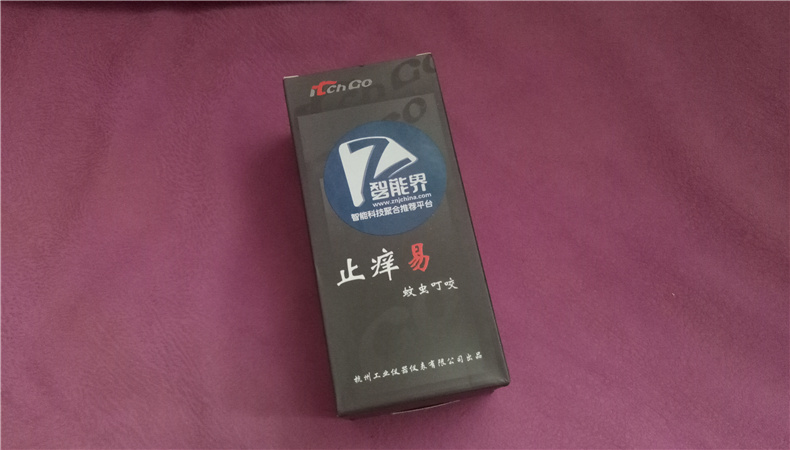 ITchGo
智能界
www.znjchina.com
智能科技聚合推荐平台
止痒易
蚊虫叮咬
杭州工业仪器仪表有限公司出品